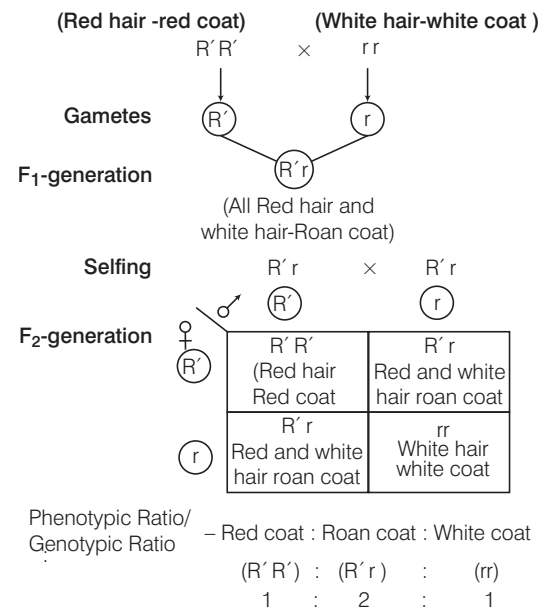 (Red hair -red coat) (White hair-white coat )
R′ R′ × r r
Gametes R′ r
F₁-generation R′ r
(All Red hair and
white hair-Roan coat)
Selfing R′ r × R′ r
R′ r
F₂-generation ♀ ♂
R′
R′ R′ R′ r
(Red hair Red and white
Red coat hair roan coat
r
R′ r rr
Red and white White hair
hair roan coat white coat
Phenotypic Ratio/
Genotypic Ratio – Red coat : Roan coat : White coat
(R′ R′) : (R′ r ) : (rr)
1 : 2 : 1